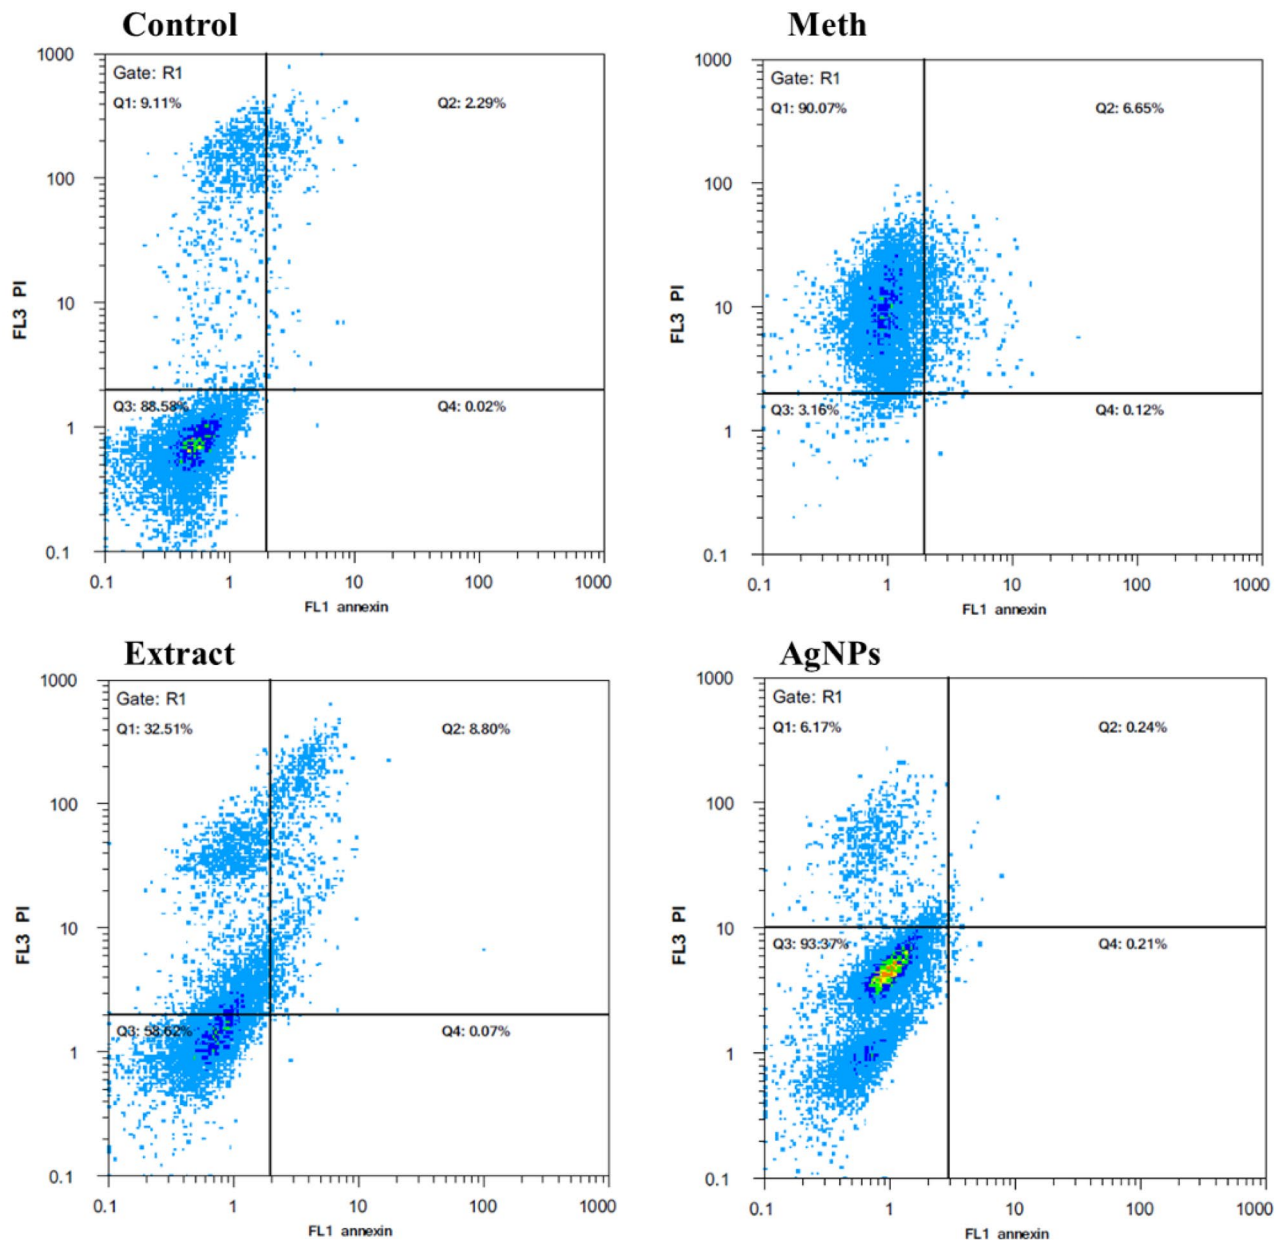 Control
1000
Gate: R1
Q1: 9.11%
Q2: 2.29%
100
10
FL3 PI
Q3: 88.58%
Q4: 0.02%
1
0.1
0.1
1
10
100
1000
FL1 annexin
Meth
1000
Gate: R1
Q1: 90.07%
Q2: 6.65%
100
10
FL3 PI
Q3: 3.16%
Q4: 0.12%
1
0.1
0.1
1
10
100
1000
FL1 annexin
Extract
1000
Gate: R1
Q1: 32.51%
Q2: 8.80%
100
10
FL3 PI
Q3: 58.62%
Q4: 0.07%
1
0.1
0.1
1
10
100
1000
FL1 annexin
AgNPs
1000
Gate: R1
Q1: 6.17%
Q2: 0.24%
100
10
FL3 PI
Q3: 93.37%
Q4: 0.21%
1
0.1
0.1
1
10
100
1000
FL1 annexin